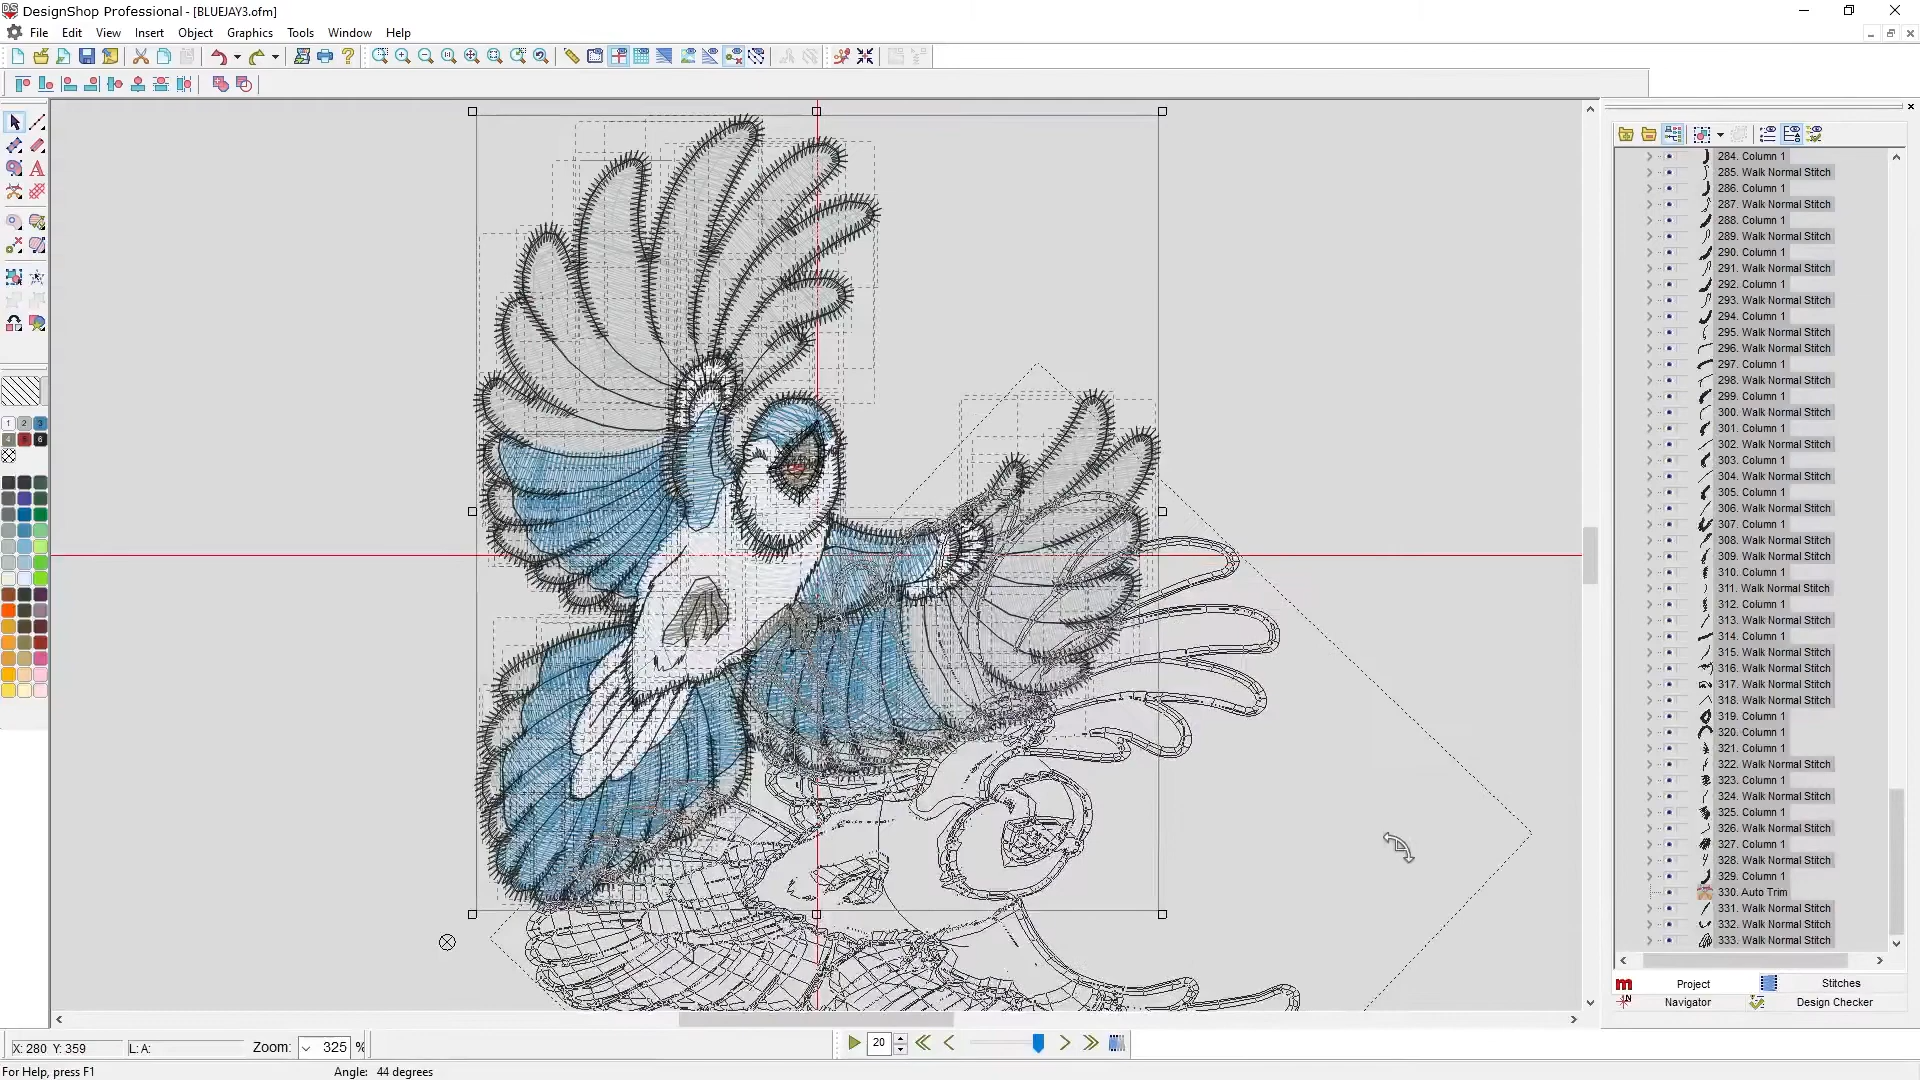 DesignShop Professional - [BLUEJAY3.ofm]
File Edit View Insert Object Graphics Tools Window Help
284. Column 1
285. Walk Normal Stitch
286. Column 1
287. Walk Normal Stitch
288. Column 1
289. Walk Normal Stitch
290. Column 1
291. Walk Normal Stitch
292. Column 1
293. Walk Normal Stitch
294. Column 1
295. Walk Normal Stitch
296. Walk Normal Stitch
297. Column 1
298. Walk Normal Stitch
299. Column 1
300. Walk Normal Stitch
301. Column 1
302. Walk Normal Stitch
303. Column 1
304. Walk Normal Stitch
305. Column 1
306. Walk Normal Stitch
307. Column 1
308. Walk Normal Stitch
309. Column 1
310. Column 1
311. Walk Normal Stitch
312. Column 1
313. Walk Normal Stitch
314. Column 1
315. Walk Normal Stitch
316. Walk Normal Stitch
317. Walk Normal Stitch
318. Walk Normal Stitch
319. Column 1
320. Column 1
321. Column 1
322. Walk Normal Stitch
323. Column 1
324. Walk Normal Stitch
325. Column 1
326. Walk Normal Stitch
327. Column 1
328. Walk Normal Stitch
329. Column 1
330. Auto Trim
331. Walk Normal Stitch
332. Walk Normal Stitch
333. Walk Normal Stitch
Project Stitches
Navigator Design Checker
X: 280 Y: 359 L: A: Zoom: 325 % 20
For Help, press F1 Angle: 44 degrees